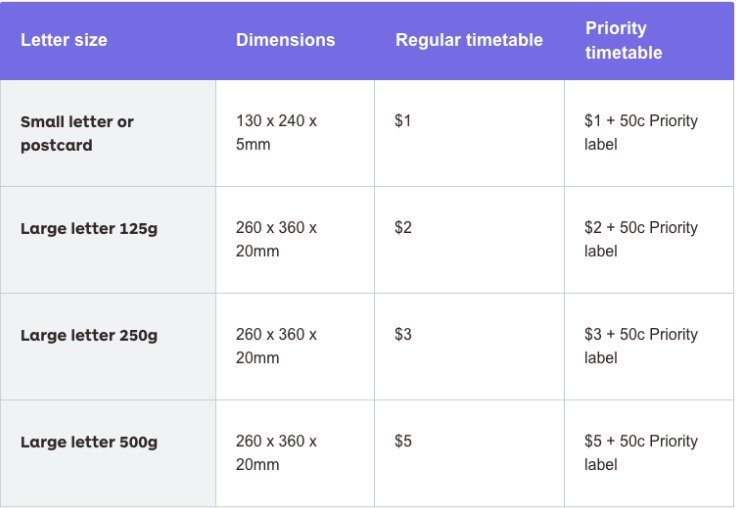 Letter size
Dimensions
Regular timetable
Priority
timetable
Small letter or
postcard
130 x 240 x
5mm
$1
$1 + 50c Priority
label
Large letter 125g
260 x 360 x
20mm
$2
$2 + 50c Priority
label
Large letter 250g
260 x 360 x
20mm
$3
$3 + 50c Priority
label
Large letter 500g
260 x 360 x
20mm
$5
$5 + 50c Priority
label